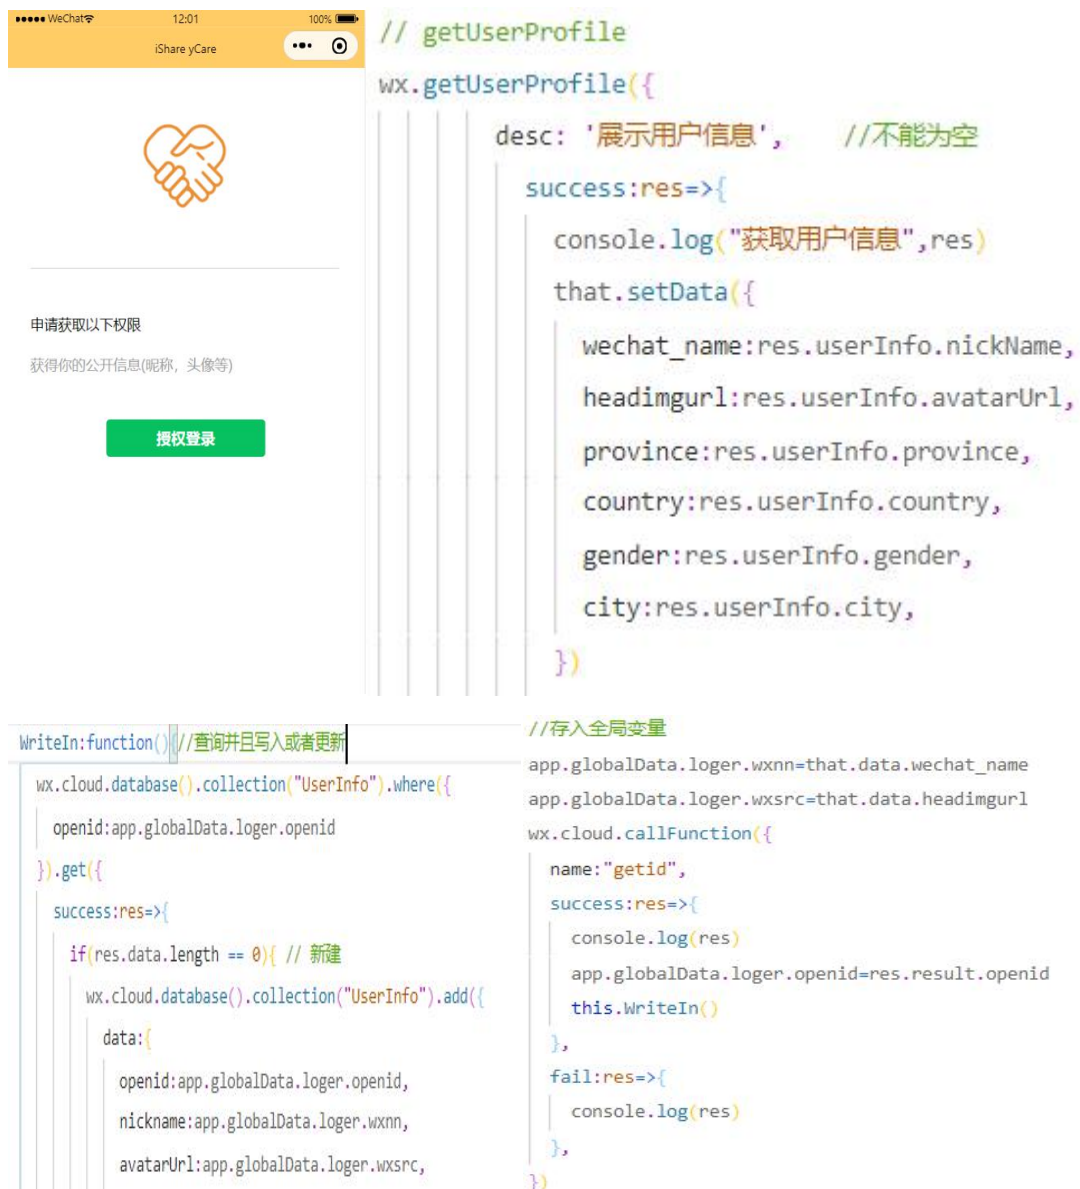 WeChat
12:01
100%
iShare yCare
申请获取以下权限
获得你的公开信息(昵称，头像等)
授权登录
// getUserProfile
wx.getUserProfile({
desc: '展示用户信息', //不能为空
success:res=>{
console.log("获取用户信息",res)
that.setData({
wechat_name:res.userInfo.nickName,
headimgurl:res.userInfo.avatarUrl,
province:res.userInfo.province,
country:res.userInfo.country,
gender:res.userInfo.gender,
city:res.userInfo.city,
})
WriteIn:function(){//查询并且写入或者更新
wx.cloud.database().collection("UserInfo").where({
openid:app.globalData.loger.openid
}).get({
success:res=>{
if(res.data.length == 0){ // 新建
wx.cloud.database().collection("UserInfo").add({
data:{
openid:app.globalData.loger.openid,
nickname:app.globalData.loger.wxnn,
avatarUrl:app.globalData.loger.wxsrc,
//存入全局变量
app.globalData.loger.wxnn=that.data.wechat_name
app.globalData.loger.wxsrc=that.data.headimgurl
wx.cloud.callFunction({
name:"getid",
success:res=>{
console.log(res)
app.globalData.loger.openid=res.result.openid
this.WriteIn()
},
fail:res=>{
console.log(res)
},
})